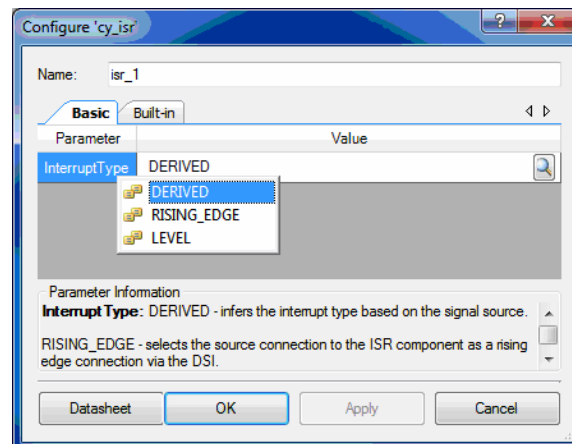 Configure 'cy_isr'
Name: isr_1
Basic Built-in
Parameter Value
InterruptType DERIVED
DERIVED
RISING_EDGE
LEVEL
Parameter Information
Interrupt Type: DERIVED - infers the interrupt type based on the signal source.
RISING_EDGE - selects the source connection to the ISR component as a rising
edge connection via the DSI.
Datasheet OK Apply Cancel